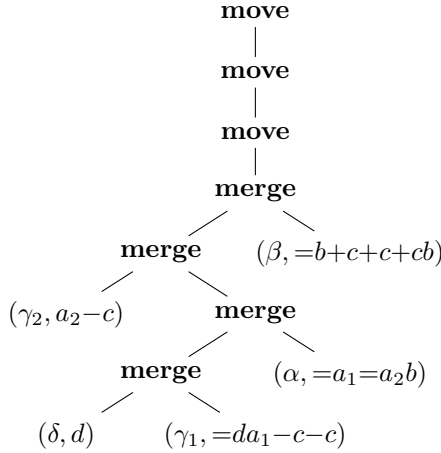 move
move
move
merge
merge (β, =b+c+c+cb)
(γ₂, a₂−c) merge
merge (α, =a₁=a₂b)
(δ, d) (γ₁, =da₁−c−c)